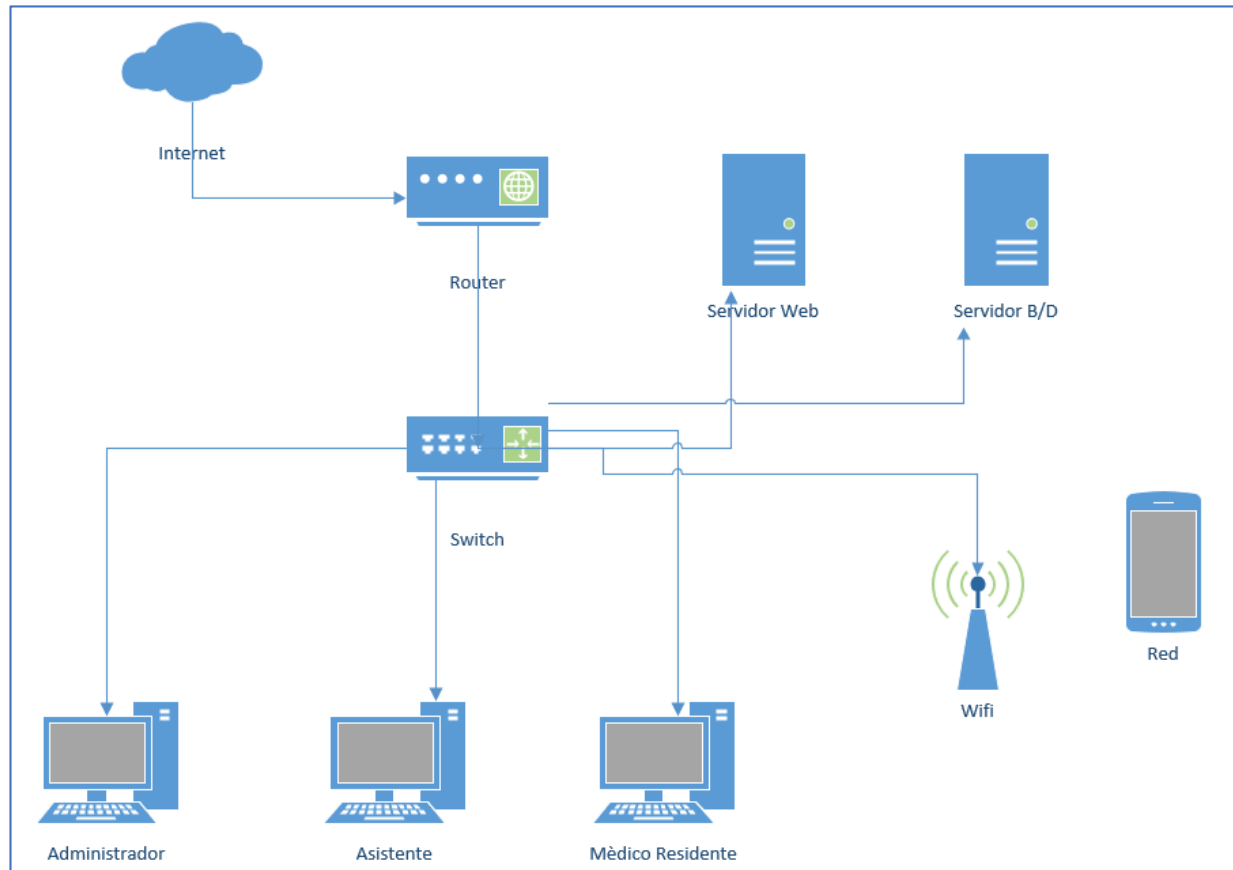 Internet
Router
Servidor Web
Servidor B/D
Switch
Red
Wifi
Administrador
Asistente
Mèdico Residente